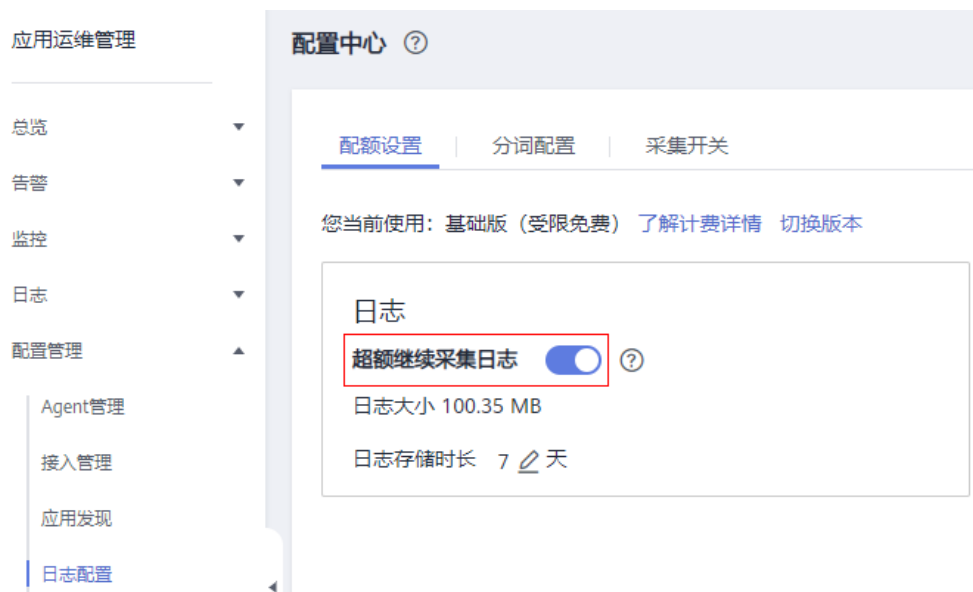 应用运维管理
总览
告警
监控
日志
配置管理
Agent管理
接入管理
应用发现
日志配置
配置中心
配额设置 分词配置 采集开关
您当前使用：基础版（受限免费） 了解计费详情 切换版本
日志
超额继续采集日志
日志大小 100.35 MB
日志存储时长 7 天